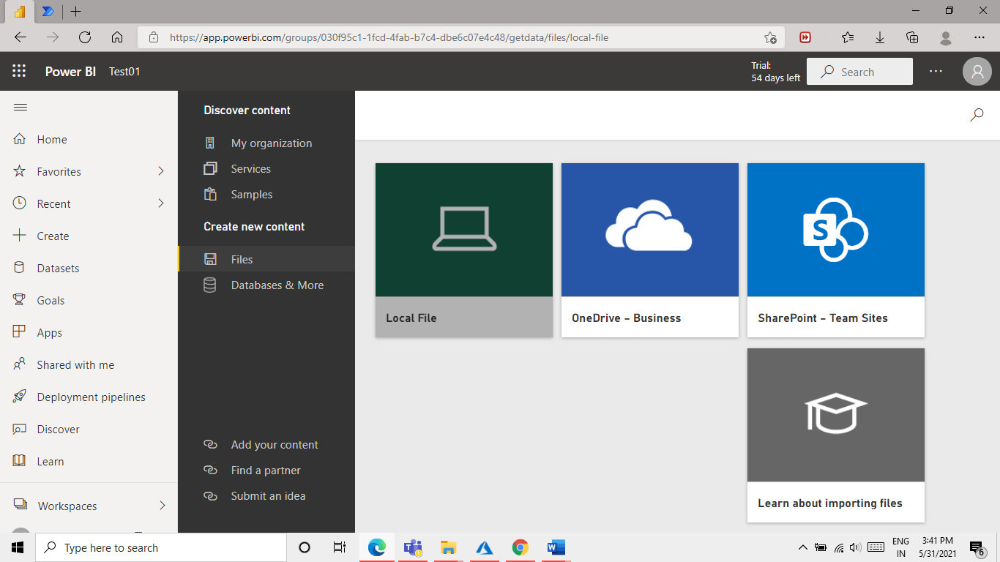 https://app.powerbi.com/groups/030f95c1-1fcd-4fab-b7c4-dbe6c07e4c48/getdata/files/local-file
Power BI Test01
Trial:
54 days left
Search
Discover content
My organization
Services
Samples
Create new content
Files
Databases & More
Add your content
Find a partner
Submit an idea
Home
Favorites
Recent
Create
Datasets
Goals
Apps
Shared with me
Deployment pipelines
Discover
Learn
Workspaces
Local File
OneDrive - Business
S
SharePoint - Team Sites
Learn about importing files
Type here to search
ENG
IN
3:41 PM
5/31/2021
6